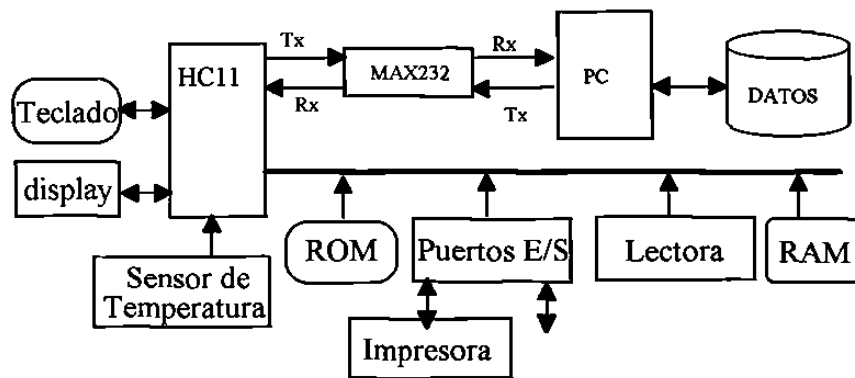 Tx
Rx
HC11
MAX232
PC
Teclado
Rx
Tx
DATOS
display
ROM
Puertos E/S
Lectora
RAM
Sensor de
Temperatura
Impresora